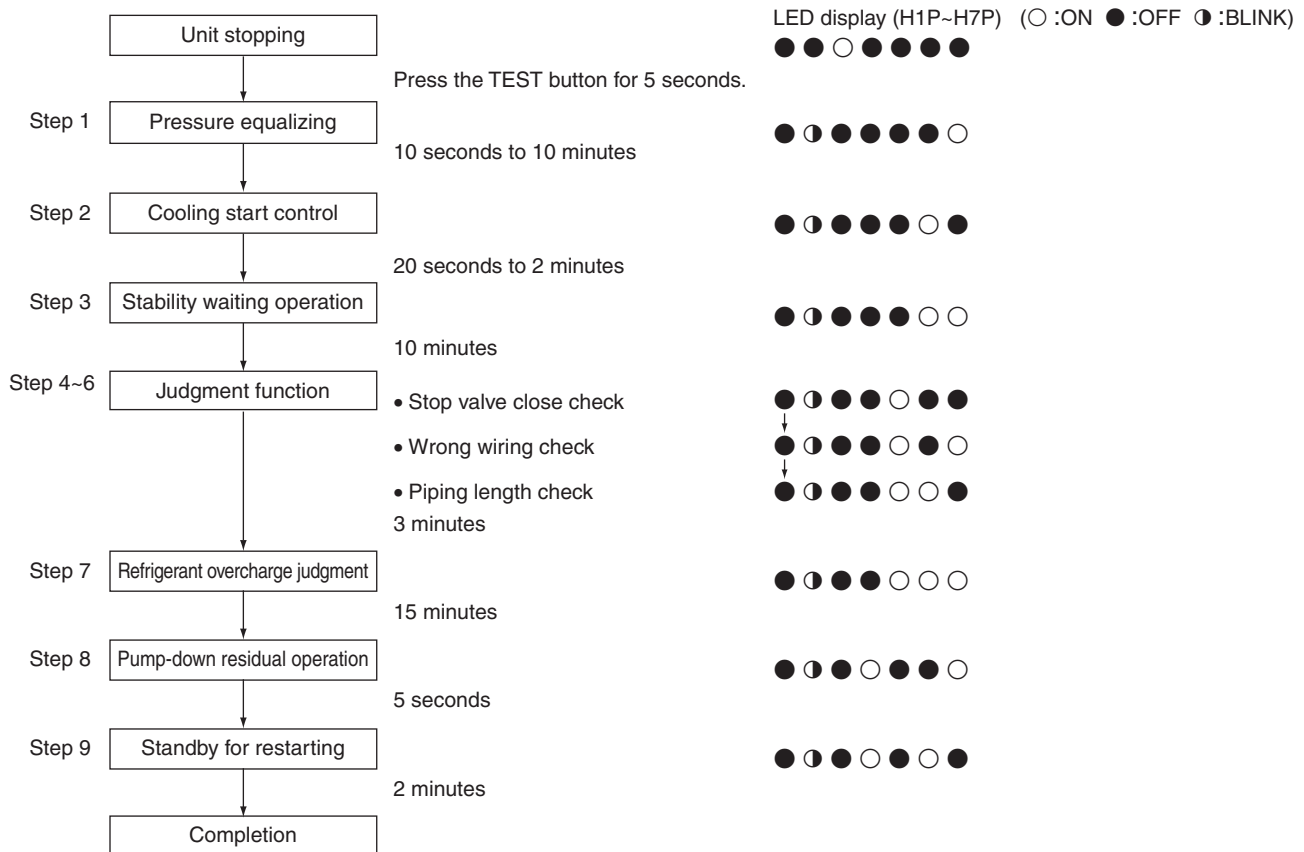 LED display (H1P~H7P) (○ :ON ● :OFF ◑ :BLINK)
Unit stopping
● ● ○ ● ● ● ●
Press the TEST button for 5 seconds.
Step 1 Pressure equalizing
● ◑ ● ● ● ● ○
10 seconds to 10 minutes
Step 2 Cooling start control
● ◑ ● ● ● ○ ●
20 seconds to 2 minutes
Step 3 Stability waiting operation
● ◑ ● ● ● ○ ○
10 minutes
Step 4~6 Judgment function
• Stop valve close check
● ◑ ● ● ○ ● ●
• Wrong wiring check
● ◑ ● ● ○ ● ○
• Piping length check
● ◑ ● ● ○ ○ ●
3 minutes
Step 7 Refrigerant overcharge judgment
● ◑ ● ● ○ ○ ○
15 minutes
Step 8 Pump-down residual operation
● ◑ ● ○ ● ● ○
5 seconds
Step 9 Standby for restarting
● ◑ ● ○ ● ○ ●
2 minutes
Completion